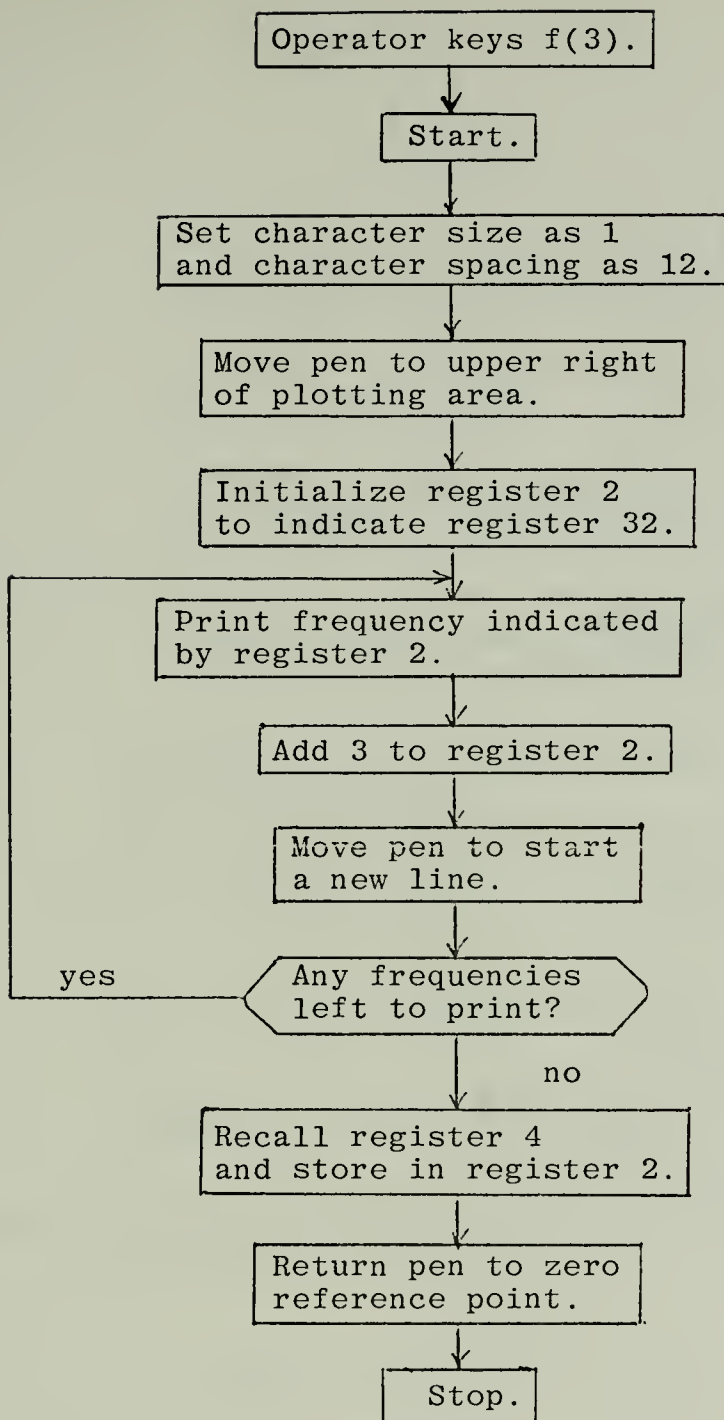 Operator keys f(3).
Start.
Set character size as 1
and character spacing as 12.
Move pen to upper right
of plotting area.
Initialize register 2
to indicate register 32.
Print frequency indicated
by register 2.
Add 3 to register 2.
Move pen to start
a new line.
yes
Any frequencies
left to print?
no
Recall register 4
and store in register 2.
Return pen to zero
reference point.
Stop.